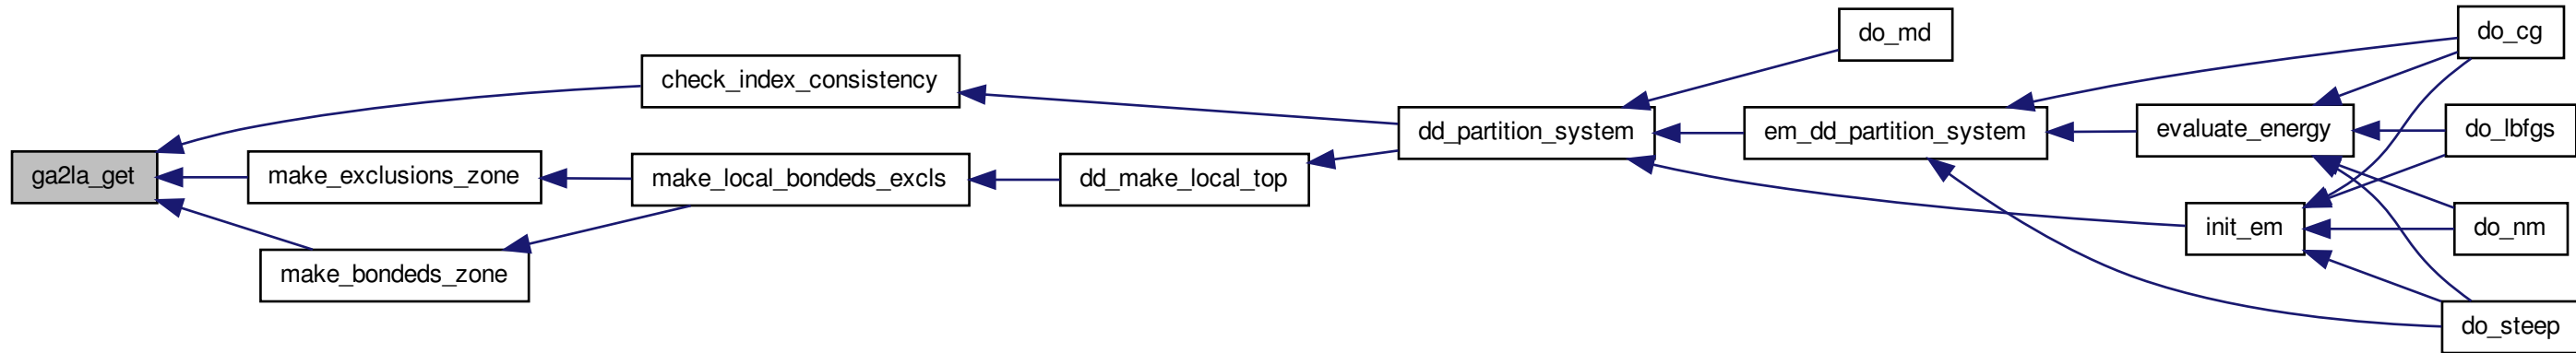 ga2la_get
check_index_consistency
make_exclusions_zone
make_bondeds_zone
make_local_bondeds_excls
dd_make_local_top
dd_partition_system
do_md
em_dd_partition_system
evaluate_energy
init_em
do_cg
do_lbfgs
do_nm
do_steep